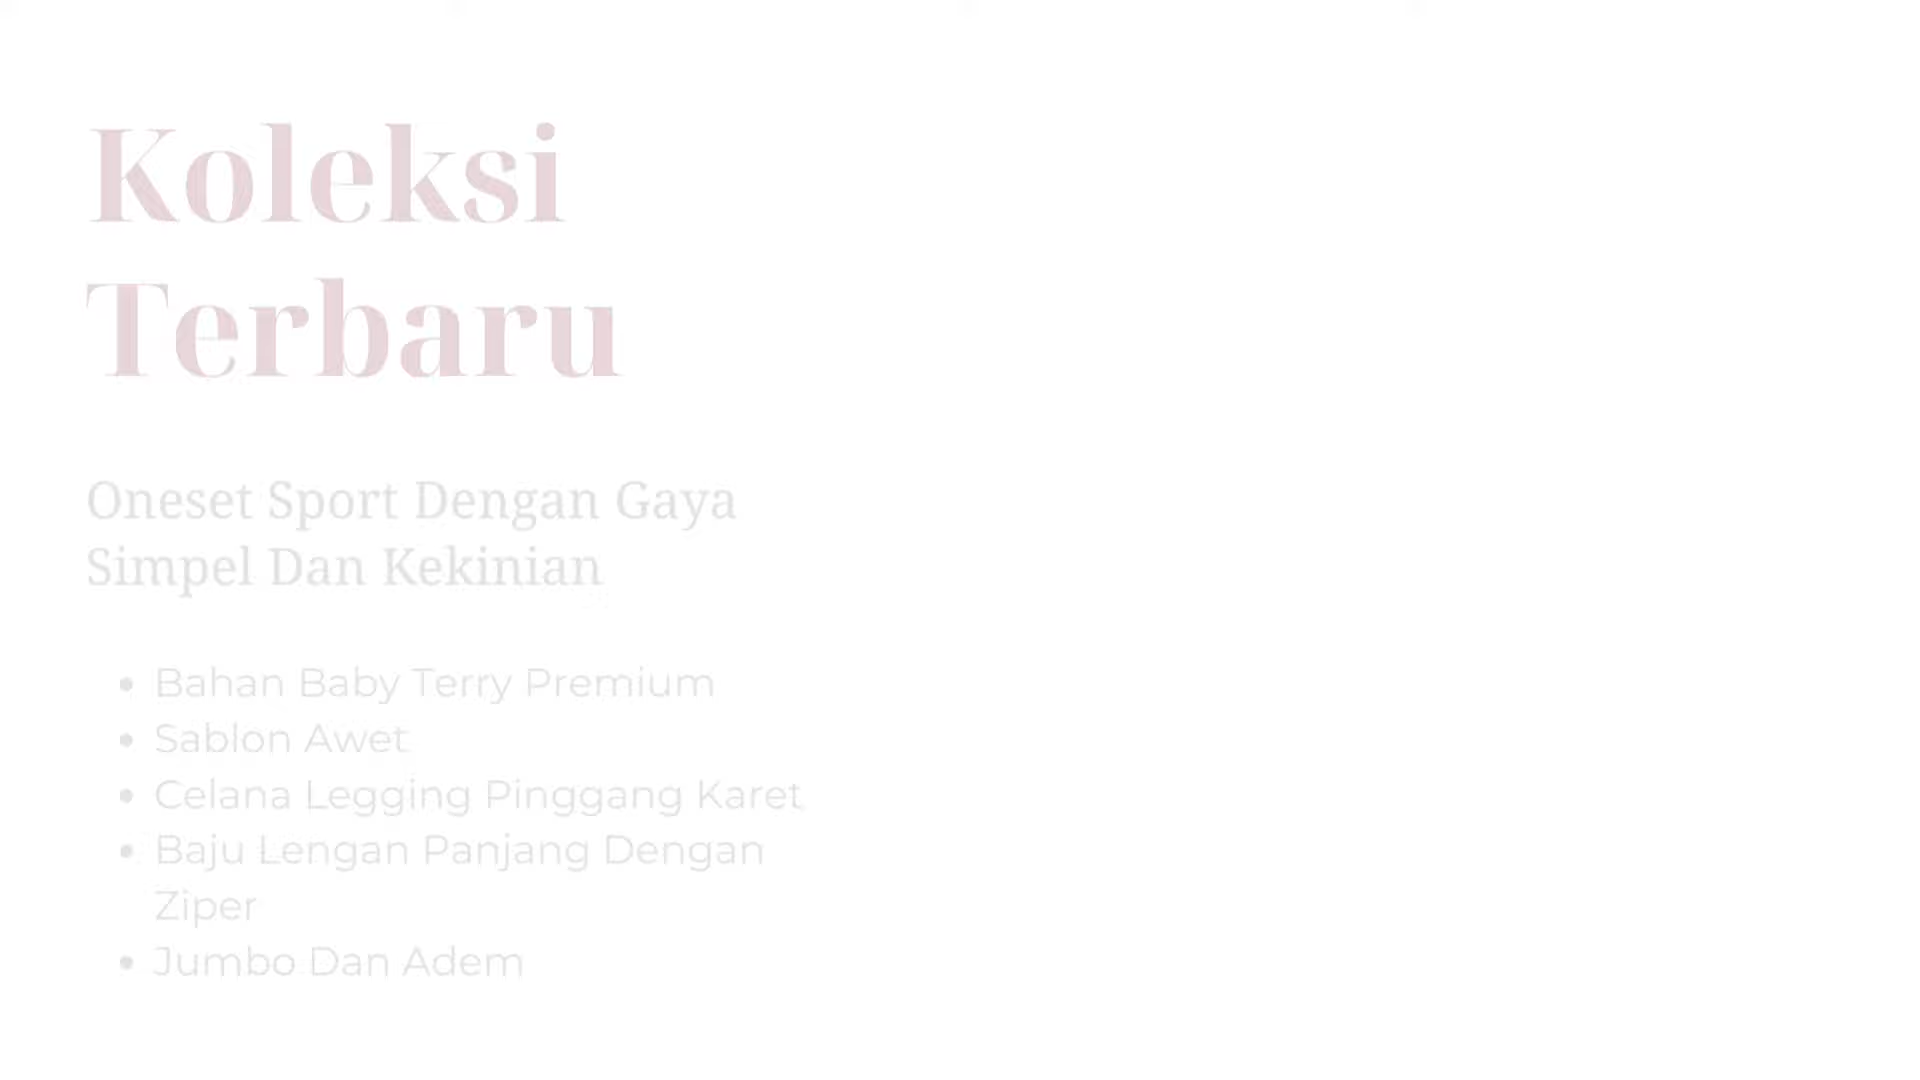 Koleksi
Terbaru
Oneset Sport Dengan Gaya
Simpel Dan Kekinian
• Bahan Baby Terry Premium
• Sablon Awet
• Celana Legging Pinggang Karet
• Baju Lengan Panjang Dengan
Ziper
• Jumbo Dan Adem